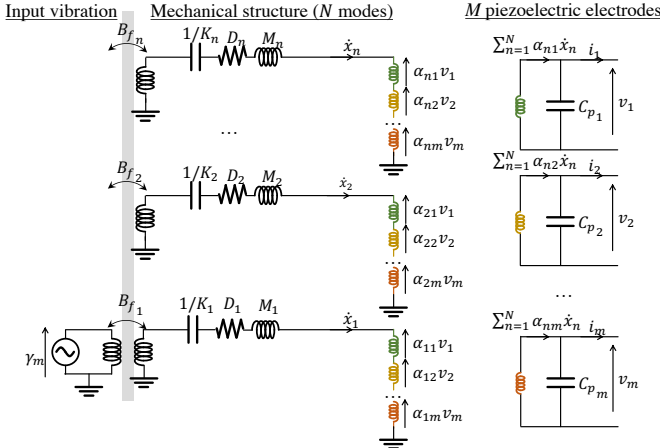 Input vibration
Mechanical structure (N modes)
M piezoelectric electrodes
B_{f_n}
1/K_n
D_n
M_n
ẋ_n
α_{n1}v_1
α_{n2}v_2
...
α_{nm}v_m
...
B_{f_2}
1/K_2
D_2
M_2
ẋ_2
α_{21}v_1
α_{22}v_2
...
α_{2m}v_m
B_{f_1}
1/K_1
D_1
M_1
ẋ_1
γ_m
α_{11}v_1
α_{12}v_2
...
α_{1m}v_m
∑_{n=1}^{N} α_{n1}ẋ_n
i_1
C_{p_1}
v_1
∑_{n=1}^{N} α_{n2}ẋ_n
i_2
C_{p_2}
v_2
...
∑_{n=1}^{N} α_{nm}ẋ_n
i_m
C_{p_m}
v_m